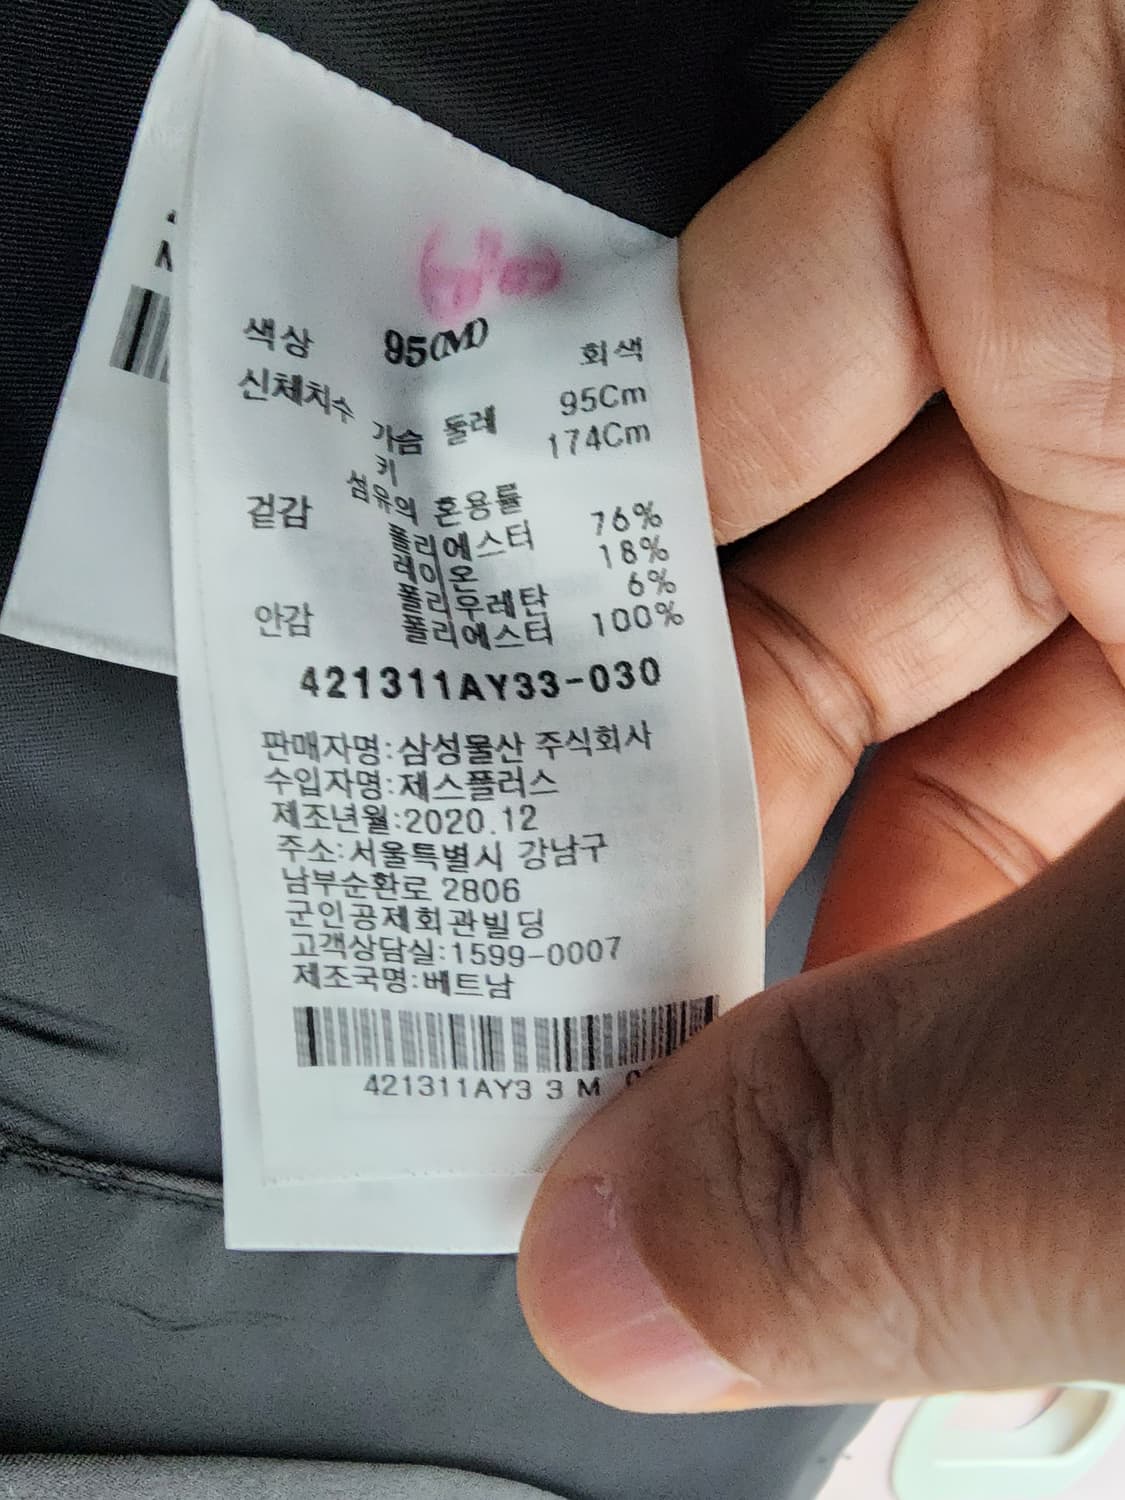 95(M)
색상 회색
신체치수
가슴 둘레 95Cm
키 174Cm
섬유의 혼용률
겉감 폴리에스터 76%
레이온 18%
폴리우레탄 6%
안감 폴리에스터 100%
421311AY33-030
판매자명:삼성물산 주식회사
수입자명:제스플러스
제조년월:2020.12
주소:서울특별시 강남구
남부순환로 2806
군인공제회관빌딩
고객상담실:1599-0007
제조국명:베트남
421311AY3 3 M